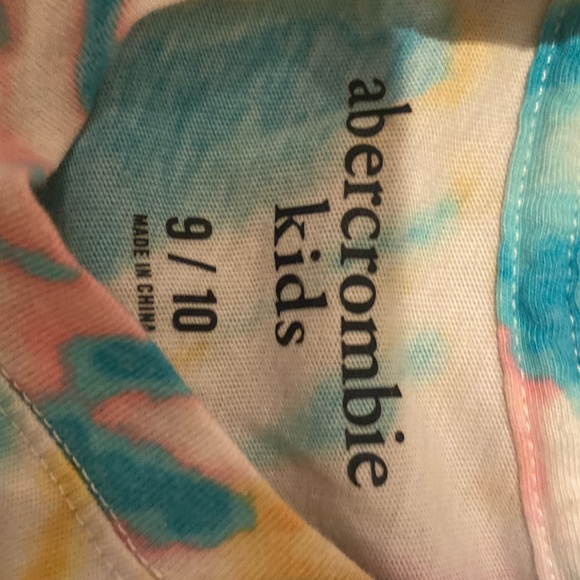 abercrombie
kids
9 / 10
MADE IN CHINA